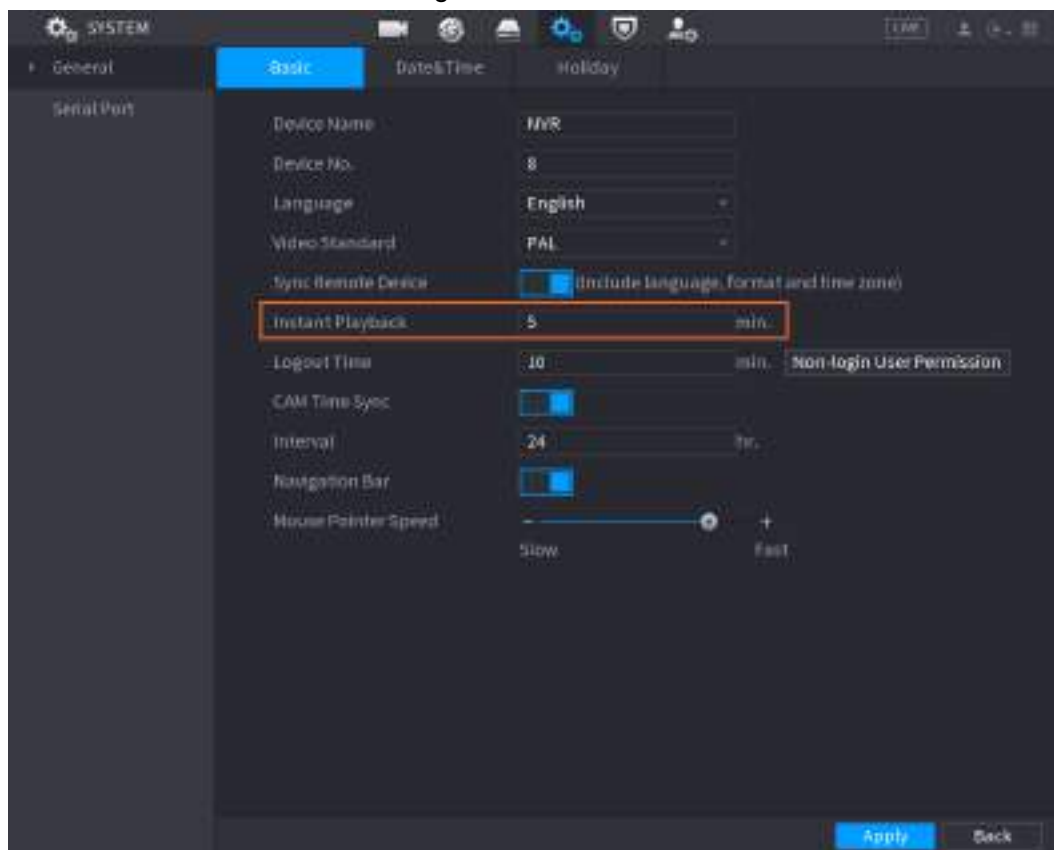 SYSTEM LIVE
General Basic Date&Time Holiday
Serial Port
Device Name NVR
Device No. 8
Language English
Video Standard PAL
Sync Remote Device (Include language, format and time zone)
Instant Playback 5 min.
Logout Time 10 min. Non-login User Permission
CAM Time Sync
Interval 24 hr.
Navigation Bar
Mouse Pointer Speed - +
Slow Fast
Apply Back